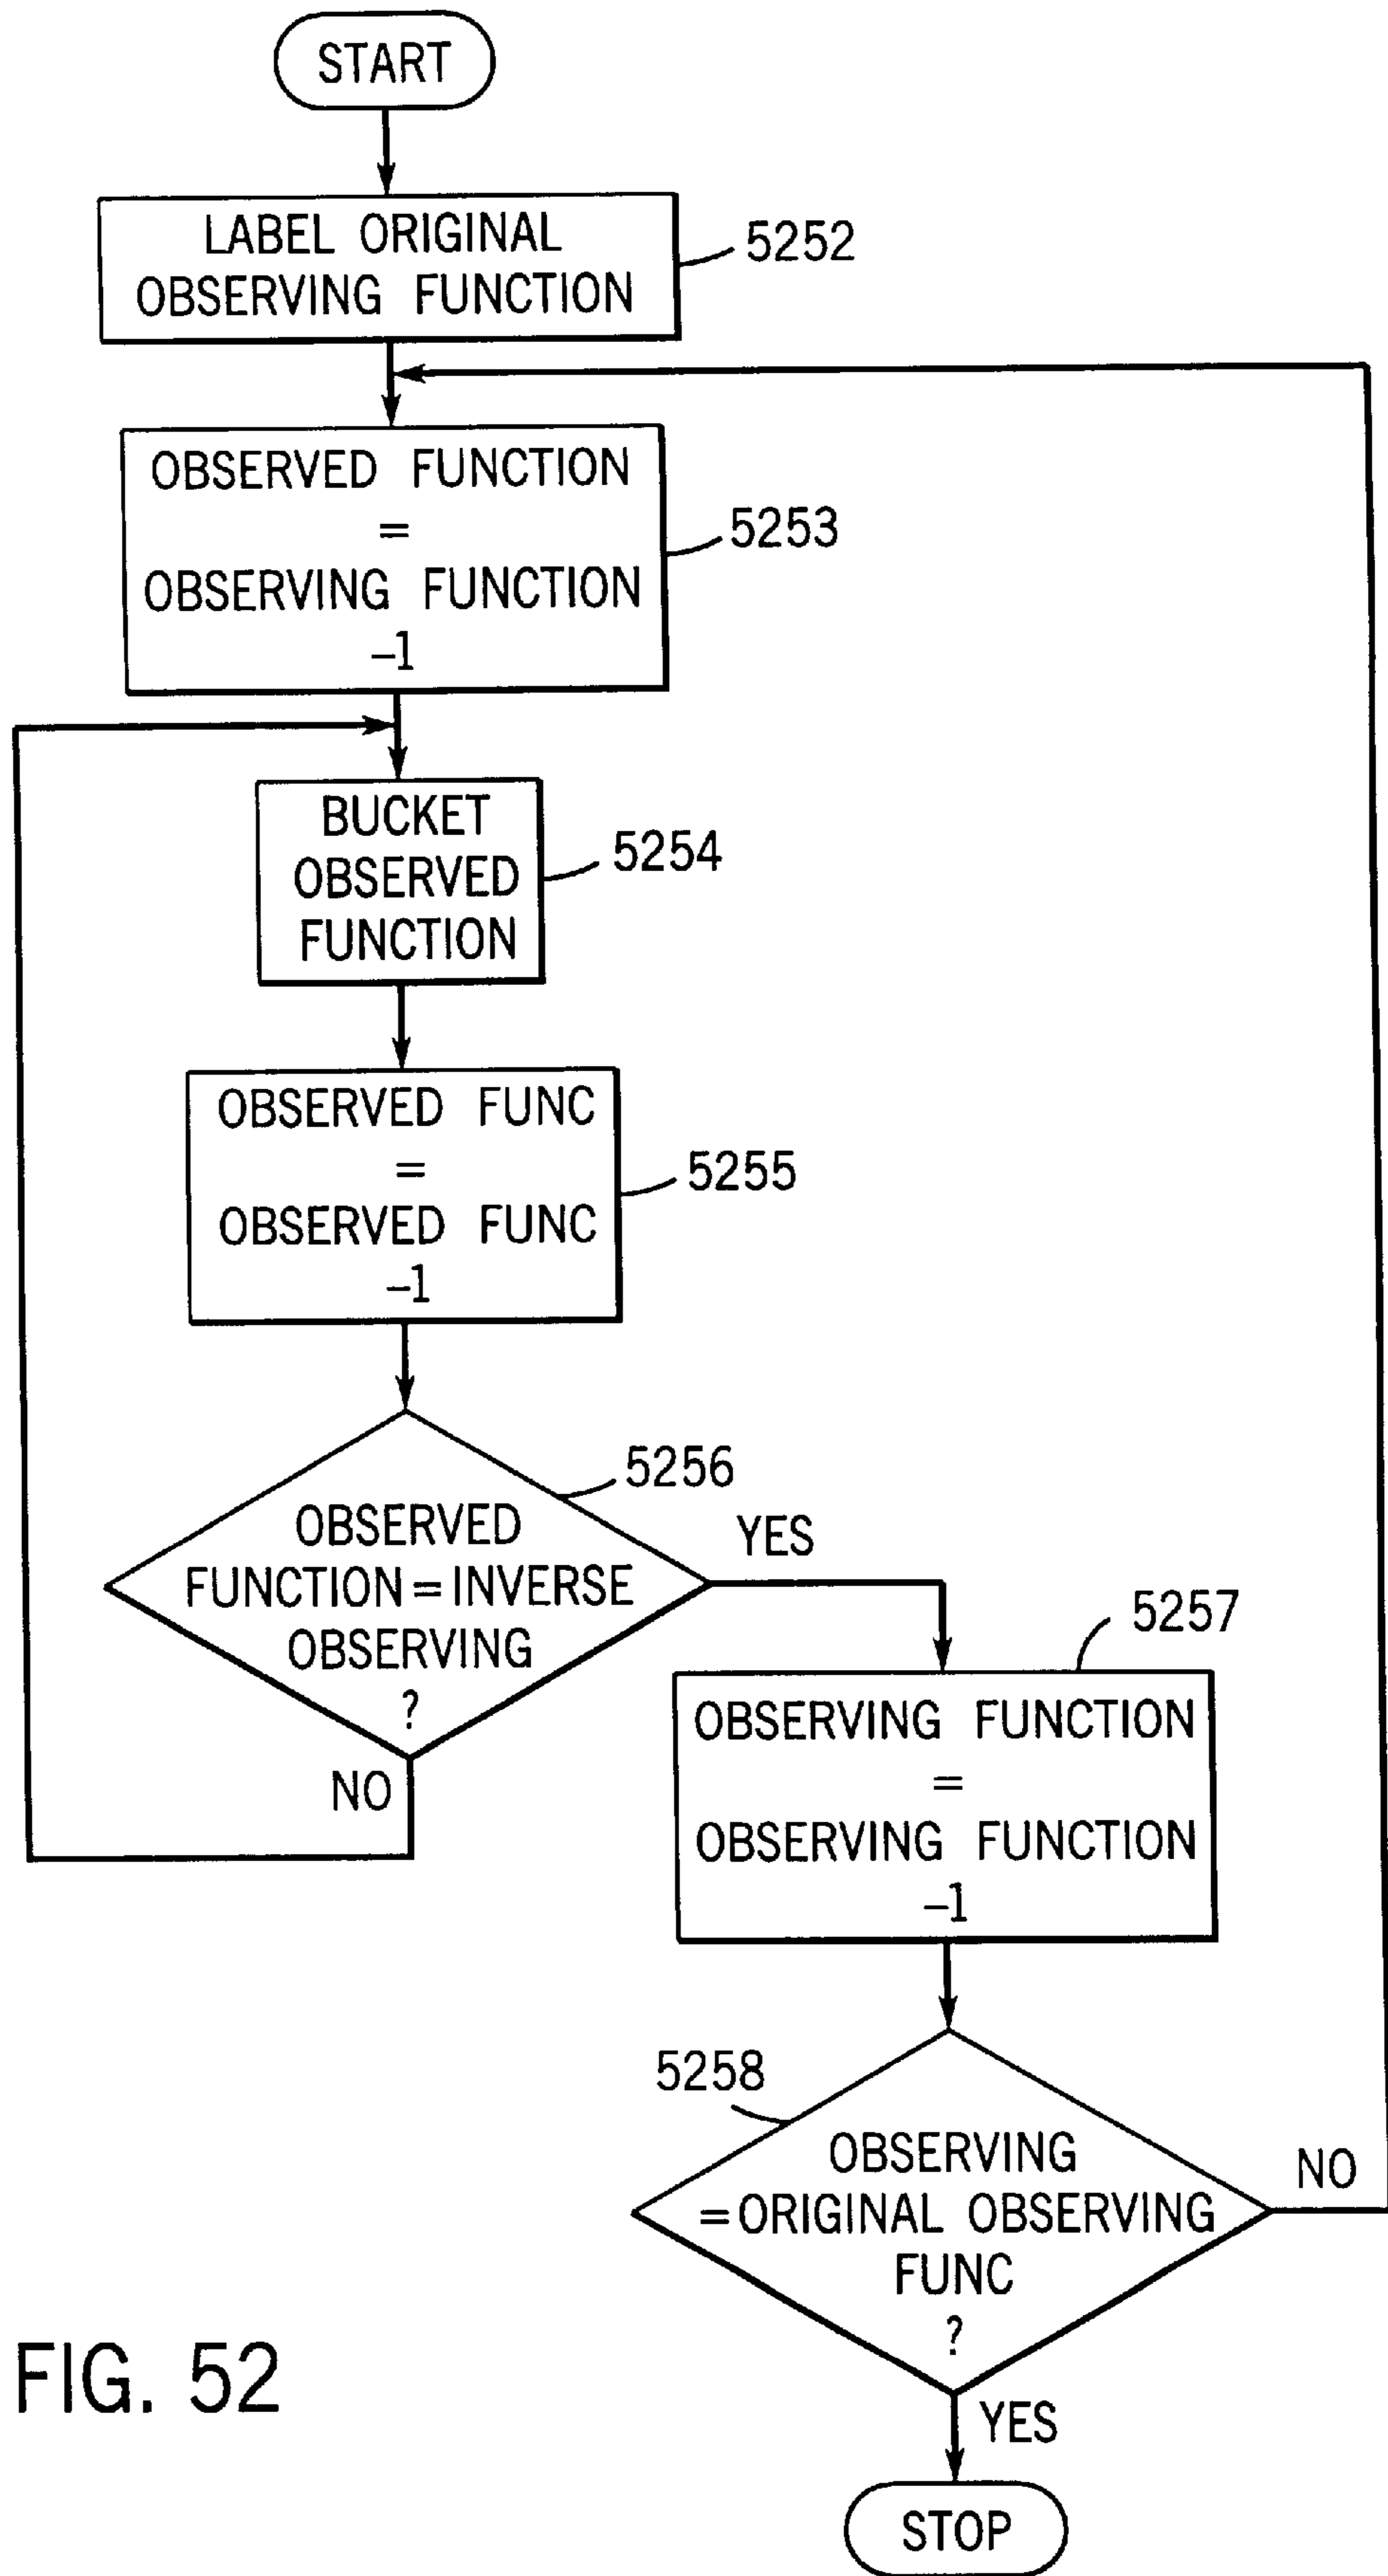 START
LABEL ORIGINAL
OBSERVING FUNCTION
5252
OBSERVED FUNCTION
=
OBSERVING FUNCTION
-1
5253
BUCKET
OBSERVED
FUNCTION
5254
OBSERVED FUNC
=
OBSERVED FUNC
-1
5255
5256
OBSERVED
FUNCTION=INVERSE
OBSERVING
?
YES
NO
5257
OBSERVING FUNCTION
=
OBSERVING FUNCTION
-1
5258
OBSERVING
=ORIGINAL OBSERVING
FUNC
?
NO
YES
STOP
FIG. 52